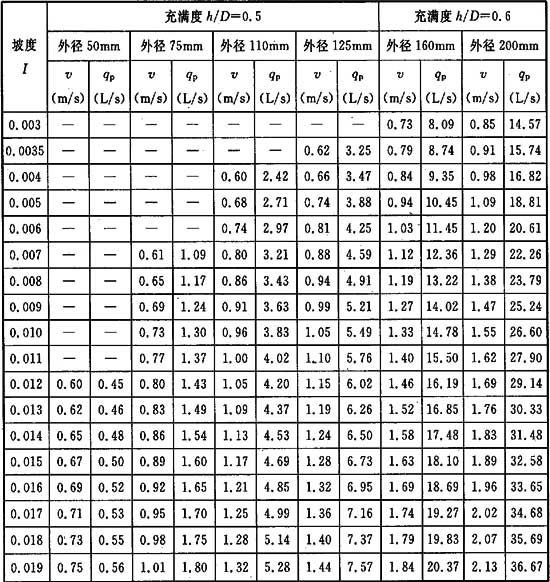 坡度 I 充满度 h/D=0.5 充满度 h/D=0.6
外径 50mm 外径 75mm 外径 110mm 外径 125mm 外径 160mm 外径 200mm
v qp v qp v qp v qp v qp v qp
(m/s) (L/s) (m/s) (L/s) (m/s) (L/s) (m/s) (L/s) (m/s) (L/s) (m/s) (L/s)
0.003 — — — — — — — — 0.73 8.09 0.85 14.57
0.0035 — — — — — — 0.62 3.25 0.79 8.74 0.91 15.74
0.004 — — — — 0.60 2.42 0.66 3.47 0.84 9.35 0.98 16.82
0.005 — — — — 0.68 2.71 0.74 3.88 0.94 10.45 1.09 18.81
0.006 — — — — 0.74 2.97 0.81 4.25 1.03 11.45 1.20 20.61
0.007 — — 0.61 1.09 0.80 3.21 0.88 4.59 1.12 12.36 1.29 22.26
0.008 — — 0.65 1.17 0.86 3.43 0.94 4.91 1.19 13.22 1.38 23.79
0.009 — — 0.69 1.24 0.91 3.63 0.99 5.21 1.27 14.02 1.47 25.24
0.010 — — 0.73 1.30 0.96 3.83 1.05 5.49 1.33 14.78 1.55 26.60
0.011 — — 0.77 1.37 1.00 4.02 1.10 5.76 1.40 15.50 1.62 27.90
0.012 0.60 0.45 0.80 1.43 1.05 4.20 1.15 6.02 1.46 16.19 1.69 29.14
0.013 0.62 0.46 0.83 1.49 1.09 4.37 1.19 6.26 1.52 16.85 1.76 30.33
0.014 0.65 0.48 0.86 1.54 1.13 4.53 1.24 6.50 1.58 17.48 1.83 31.48
0.015 0.67 0.50 0.89 1.60 1.17 4.69 1.28 6.73 1.63 18.10 1.89 32.58
0.016 0.69 0.52 0.92 1.65 1.21 4.85 1.32 6.95 1.69 18.69 1.96 33.65
0.017 0.71 0.53 0.95 1.70 1.25 4.99 1.36 7.16 1.74 19.27 2.02 34.68
0.018 0.73 0.55 0.98 1.75 1.28 5.14 1.40 7.37 1.79 19.83 2.07 35.69
0.019 0.75 0.56 1.01 1.80 1.32 5.28 1.44 7.57 1.84 20.37 2.13 36.67